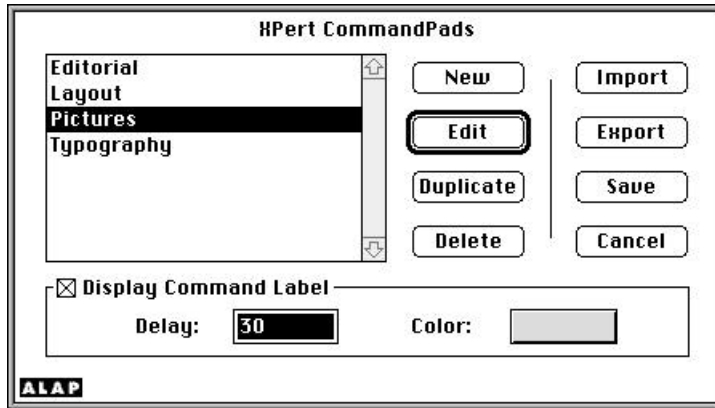 XPert CommandPads
Editorial
Layout
Pictures
Typography
New
Edit
Duplicate
Delete
Import
Export
Save
Cancel
Display Command Label
Delay: 30 Color:
ALAP